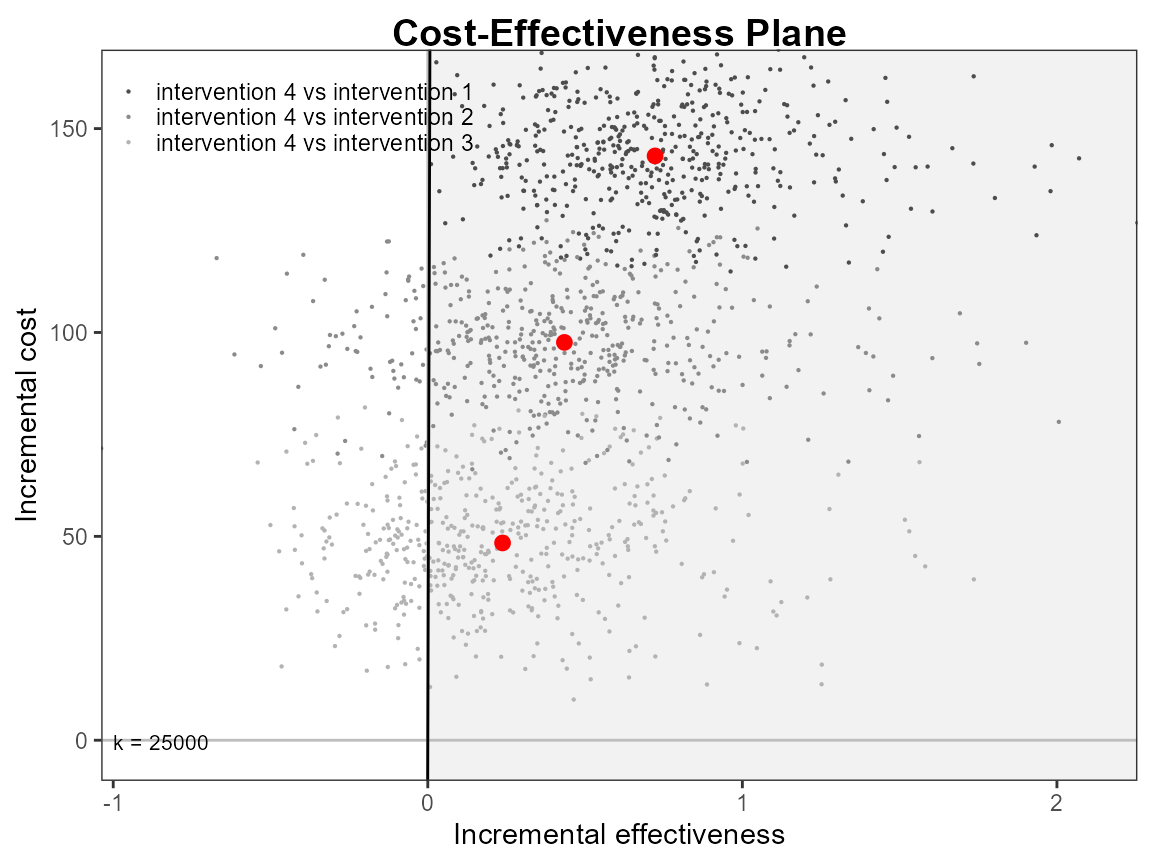 Cost-Effectiveness Plane
intervention 4 vs intervention 1
intervention 4 vs intervention 2
intervention 4 vs intervention 3
150
100
50
0
Incremental cost
k = 25000
-1 0 1 2
Incremental effectiveness